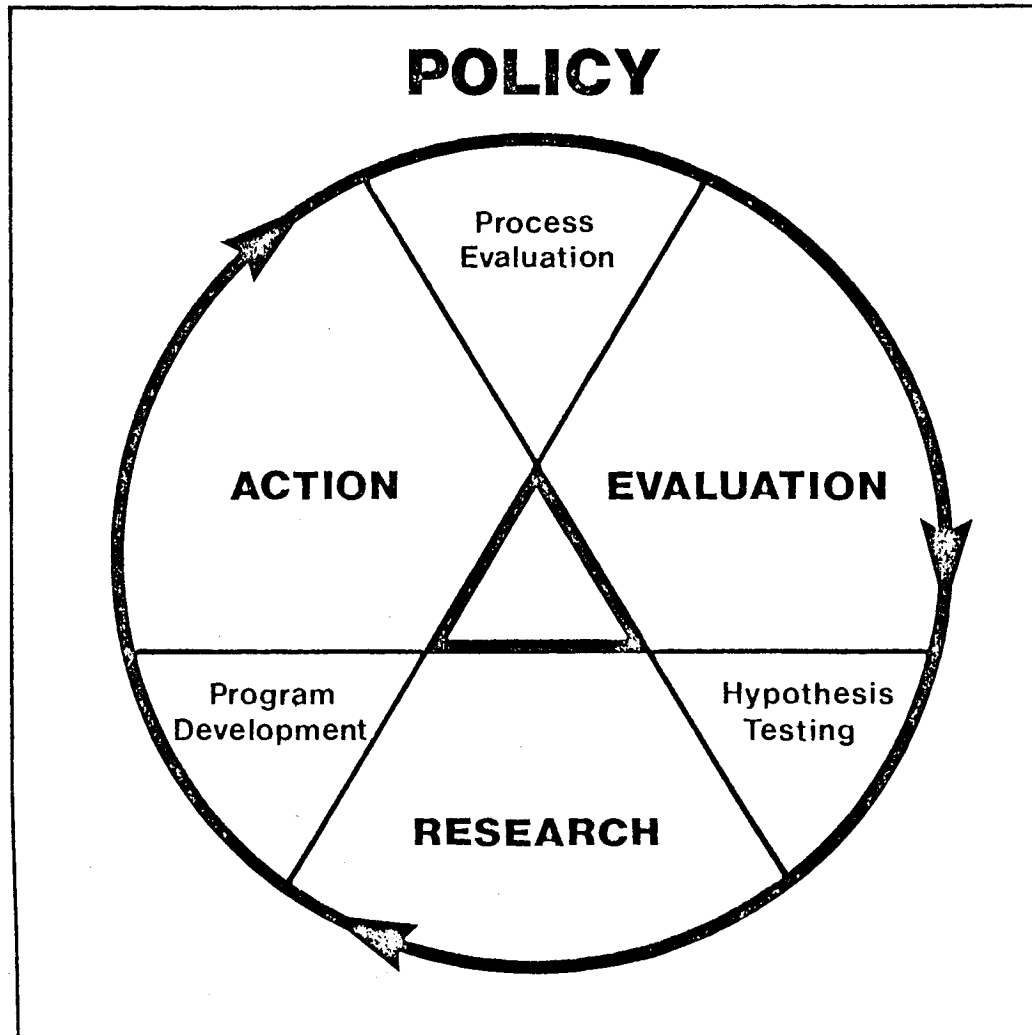 POLICY
Process
Evaluation
ACTION
EVALUATION
Program
Development
Hypothesis
Testing
RESEARCH